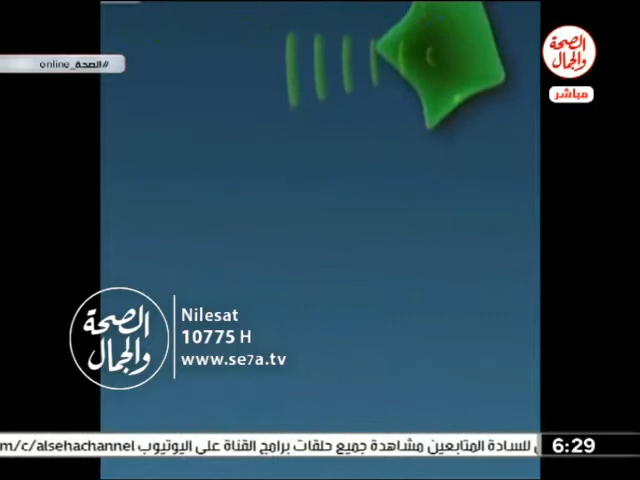 #الصحة_online
الصحة
والجمال
مباشر
الصحة
والجمال
Nilesat
10775 H
www.se7a.tv
للسادة المتابعين مشاهدة جميع حلقات برامج القناة على اليوتيوب m/c/alsehachannel
6:29